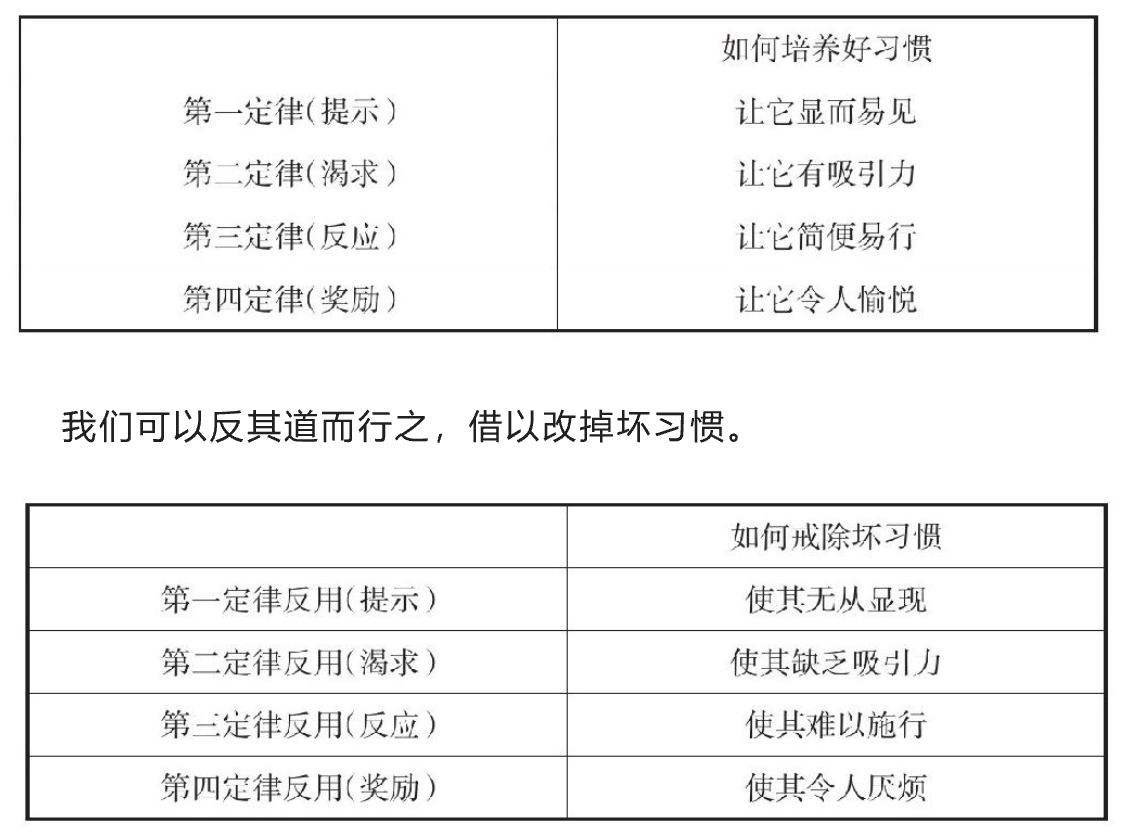 如何培养好习惯
第一定律(提示) 让它显而易见
第二定律(渴求) 让它有吸引力
第三定律(反应) 让它简便易行
第四定律(奖励) 让它令人愉悦
我们可以反其道而行之，借以改掉坏习惯。
如何戒除坏习惯
第一定律反用(提示) 使其无从显现
第二定律反用(渴求) 使其缺乏吸引力
第三定律反用(反应) 使其难以施行
第四定律反用(奖励) 使其令人厌烦